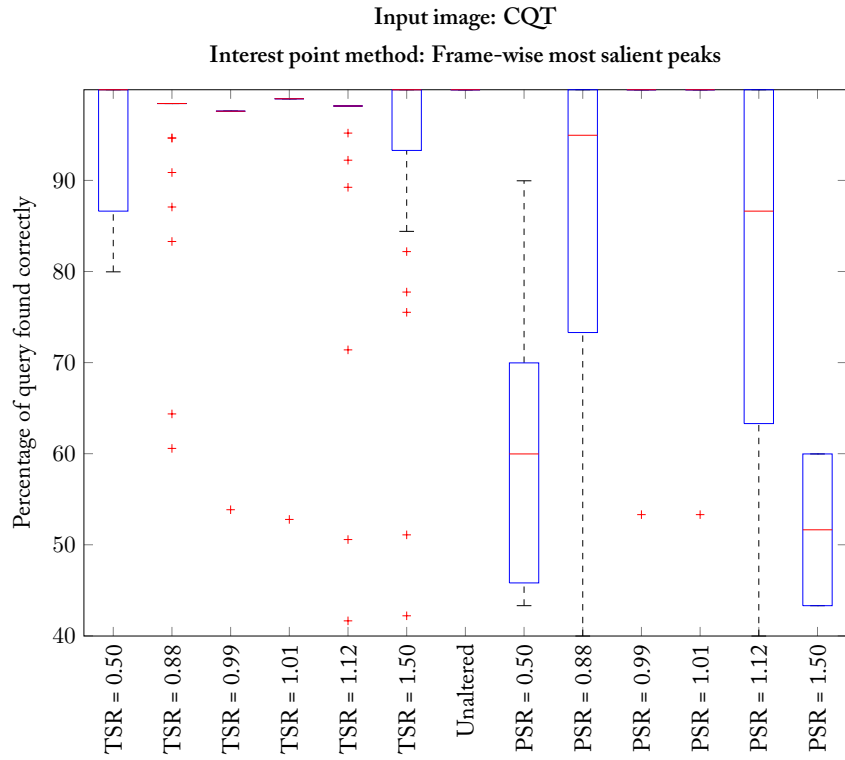 Input image: CQT
Interest point method: Frame-wise most salient peaks
Percentage of query found correctly
90
80
70
60
50
40
TSR = 0.50
TSR = 0.88
TSR = 0.99
TSR = 1.01
TSR = 1.12
TSR = 1.50
Unaltered
PSR = 0.50
PSR = 0.88
PSR = 0.99
PSR = 1.01
PSR = 1.12
PSR = 1.50